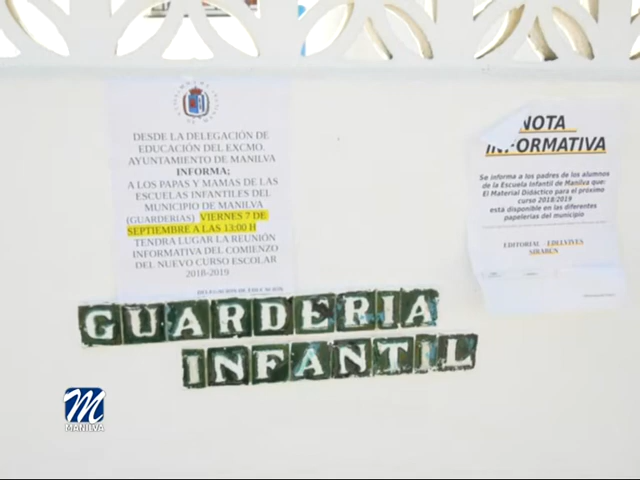 DESDE LA DELEGACIÓN DE
EDUCACIÓN DEL EXCMO.
AYUNTAMIENTO DE MANILVA
INFORMA;
A LOS PAPAS Y MAMAS DE LAS
ESCUELAS INFANTILES DEL
MUNICIPIO DE MANILVA
(GUARDERIAS) VIERNES 7 DE
SEPTIEMBRE A LAS 13:00 H
TENDRA LUGAR LA REUNIÓN
INFORMATIVA DEL COMIENZO
DEL NUEVO CURSO ESCOLAR
2018-2019
DELEGACIÓN DE EDUCACIÓN
NOTA
INFORMATIVA
Se informa a los padres de los alumnos
de la Escuela Infantil de Manilva que:
El Material Didáctico para el próximo
curso 2018/2019
está disponible en las diferentes
papelerías del municipio
EDITORIAL - EDELVIVES
GUARDERIA
INFANTIL
M
MANILVA